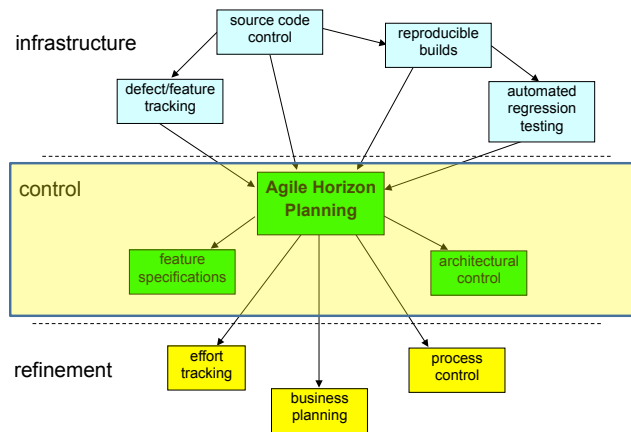 source code
control
infrastructure
reproducible
builds
defect/feature
tracking
automated
regression
testing
control
Agile Horizon
Planning
feature
specifications
architectural
control
effort
tracking
process
control
refinement
business
planning